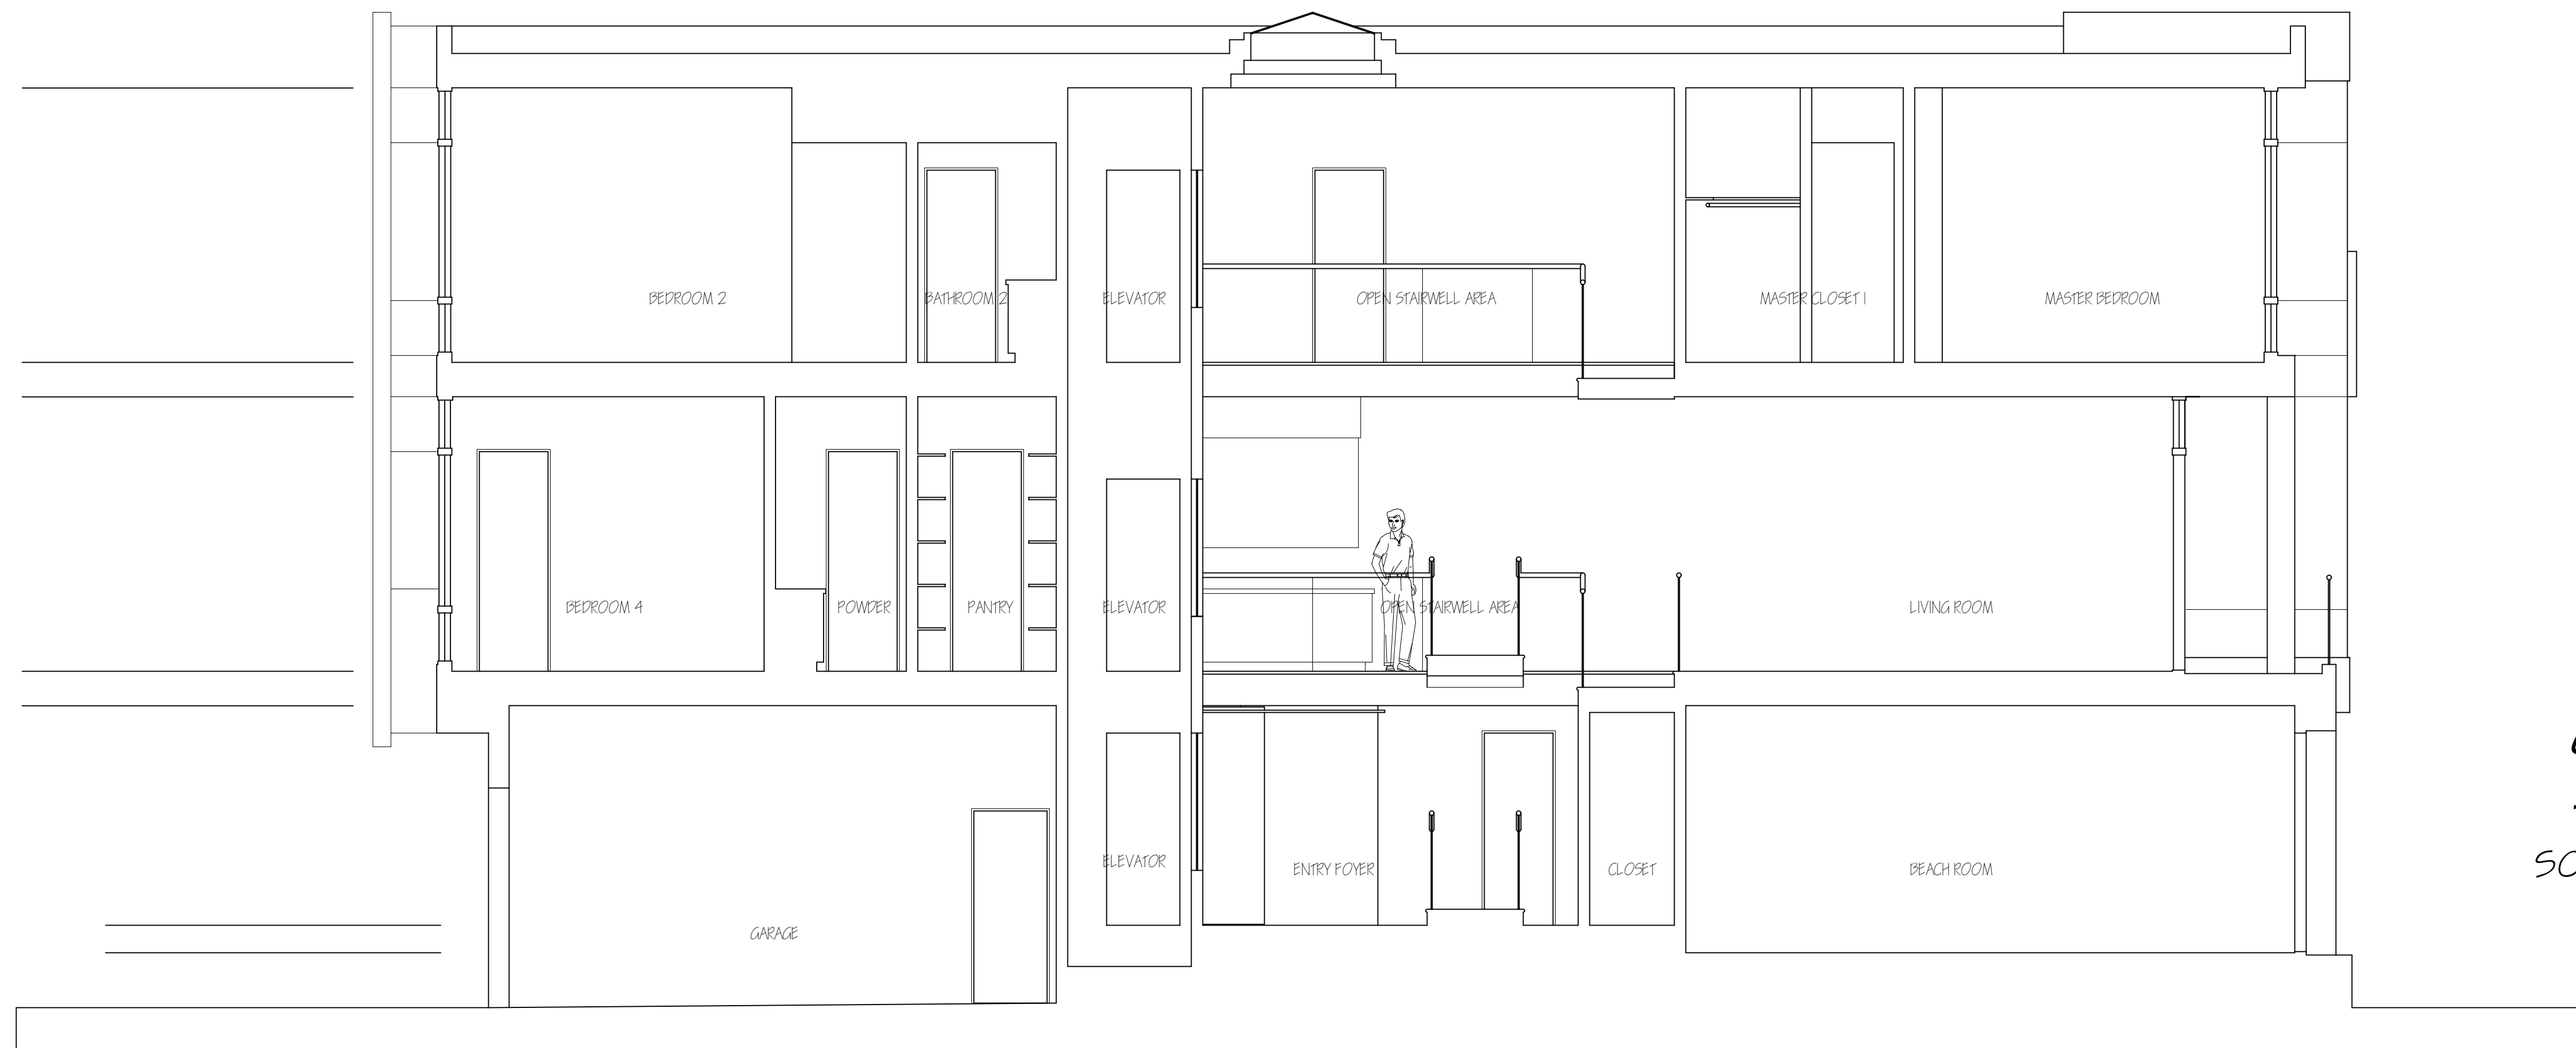 BEDROOM 2
BATHROOM 2
ELEVATOR
OPEN STAIRWELL AREA
MASTER CLOSET 1
MASTER BEDROOM
BEDROOM 4
POWDER
PANTRY
ELEVATOR
OPEN STAIRWELL AREA
LIVING ROOM
ELEVATOR
ENTRY FOYER
CLOSET
BEACH ROOM
GARAGE